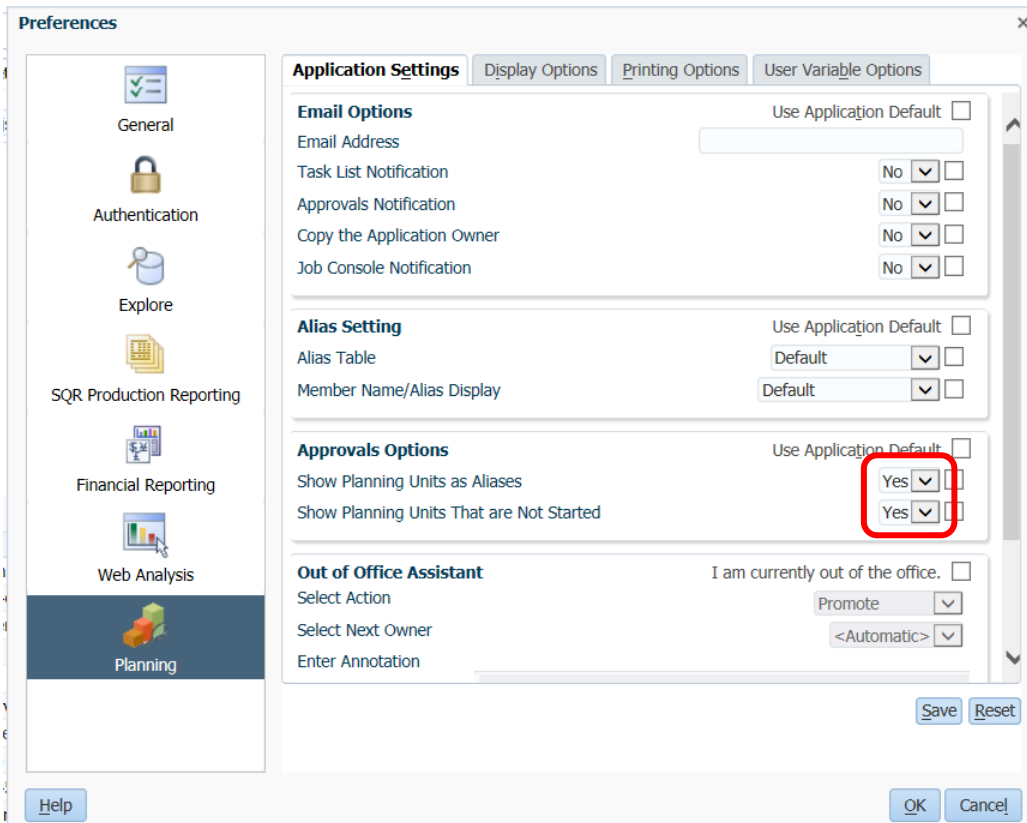 Preferences
General
Authentication
Explore
SQR Production Reporting
Financial Reporting
Web Analysis
Planning
Application Settings Display Options Printing Options User Variable Options
Email Options Use Application Default
Email Address
Task List Notification No
Approvals Notification No
Copy the Application Owner No
Job Console Notification No
Alias Setting Use Application Default
Alias Table Default
Member Name/Alias Display Default
Approvals Options Use Application Default
Show Planning Units as Aliases Yes
Show Planning Units That are Not Started Yes
Out of Office Assistant I am currently out of the office.
Select Action Promote
Select Next Owner <Automatic>
Enter Annotation
Save Reset
Help OK Cancel